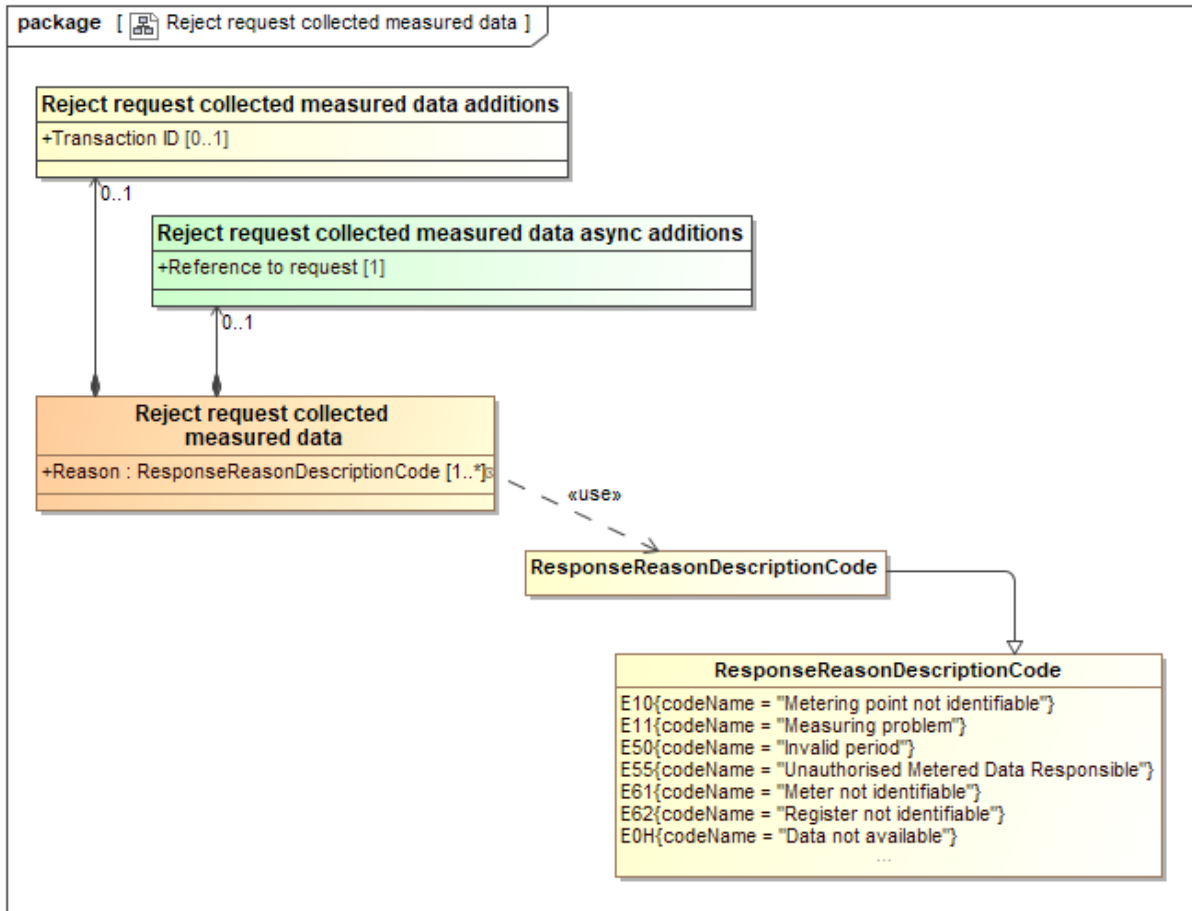 package [ Reject request collected measured data ]
Reject request collected measured data additions
+Transaction ID [0..1]
0..1
Reject request collected measured data async additions
+Reference to request [1]
0..1
Reject request collected
measured data
+Reason : ResponseReasonDescriptionCode [1..*]
«use»
ResponseReasonDescriptionCode
ResponseReasonDescriptionCode
E10{codeName = "Metering point not identifiable"}
E11{codeName = "Measuring problem"}
E50{codeName = "Invalid period"}
E55{codeName = "Unauthorised Metered Data Responsible"}
E61{codeName = "Meter not identifiable"}
E62{codeName = "Register not identifiable"}
E0H{codeName = "Data not available"}
...